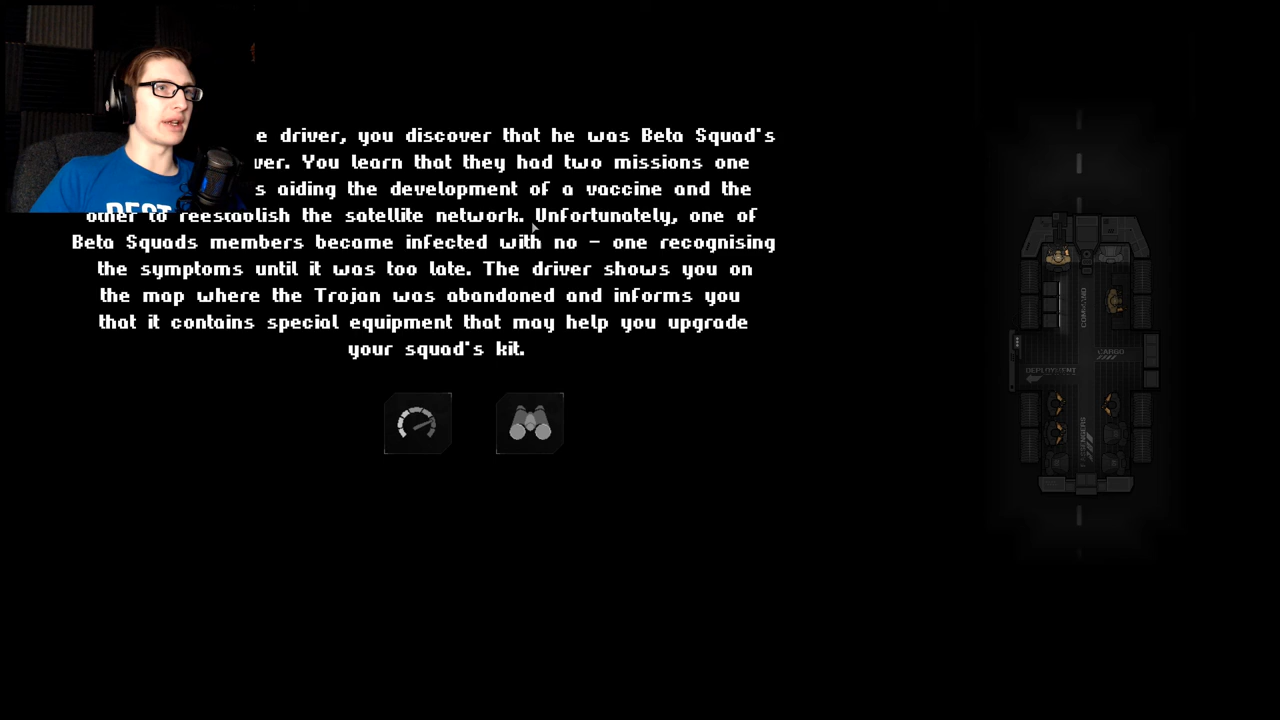 e driver, you discover that he was Beta Squad's
ver. You learn that they had two missions one
s aiding the development of a vaccine and the
other to reestablish the satellite network. Unfortunately, one of
Beta Squads members became infected with no - one recognising
the symptoms until it was too late. The driver shows you on
the map where the Trojan was abandoned and informs you
that it contains special equipment that may help you upgrade
your squad's kit.
COMMAND
CARGO
DEPLOYMENT
PASSENGERS